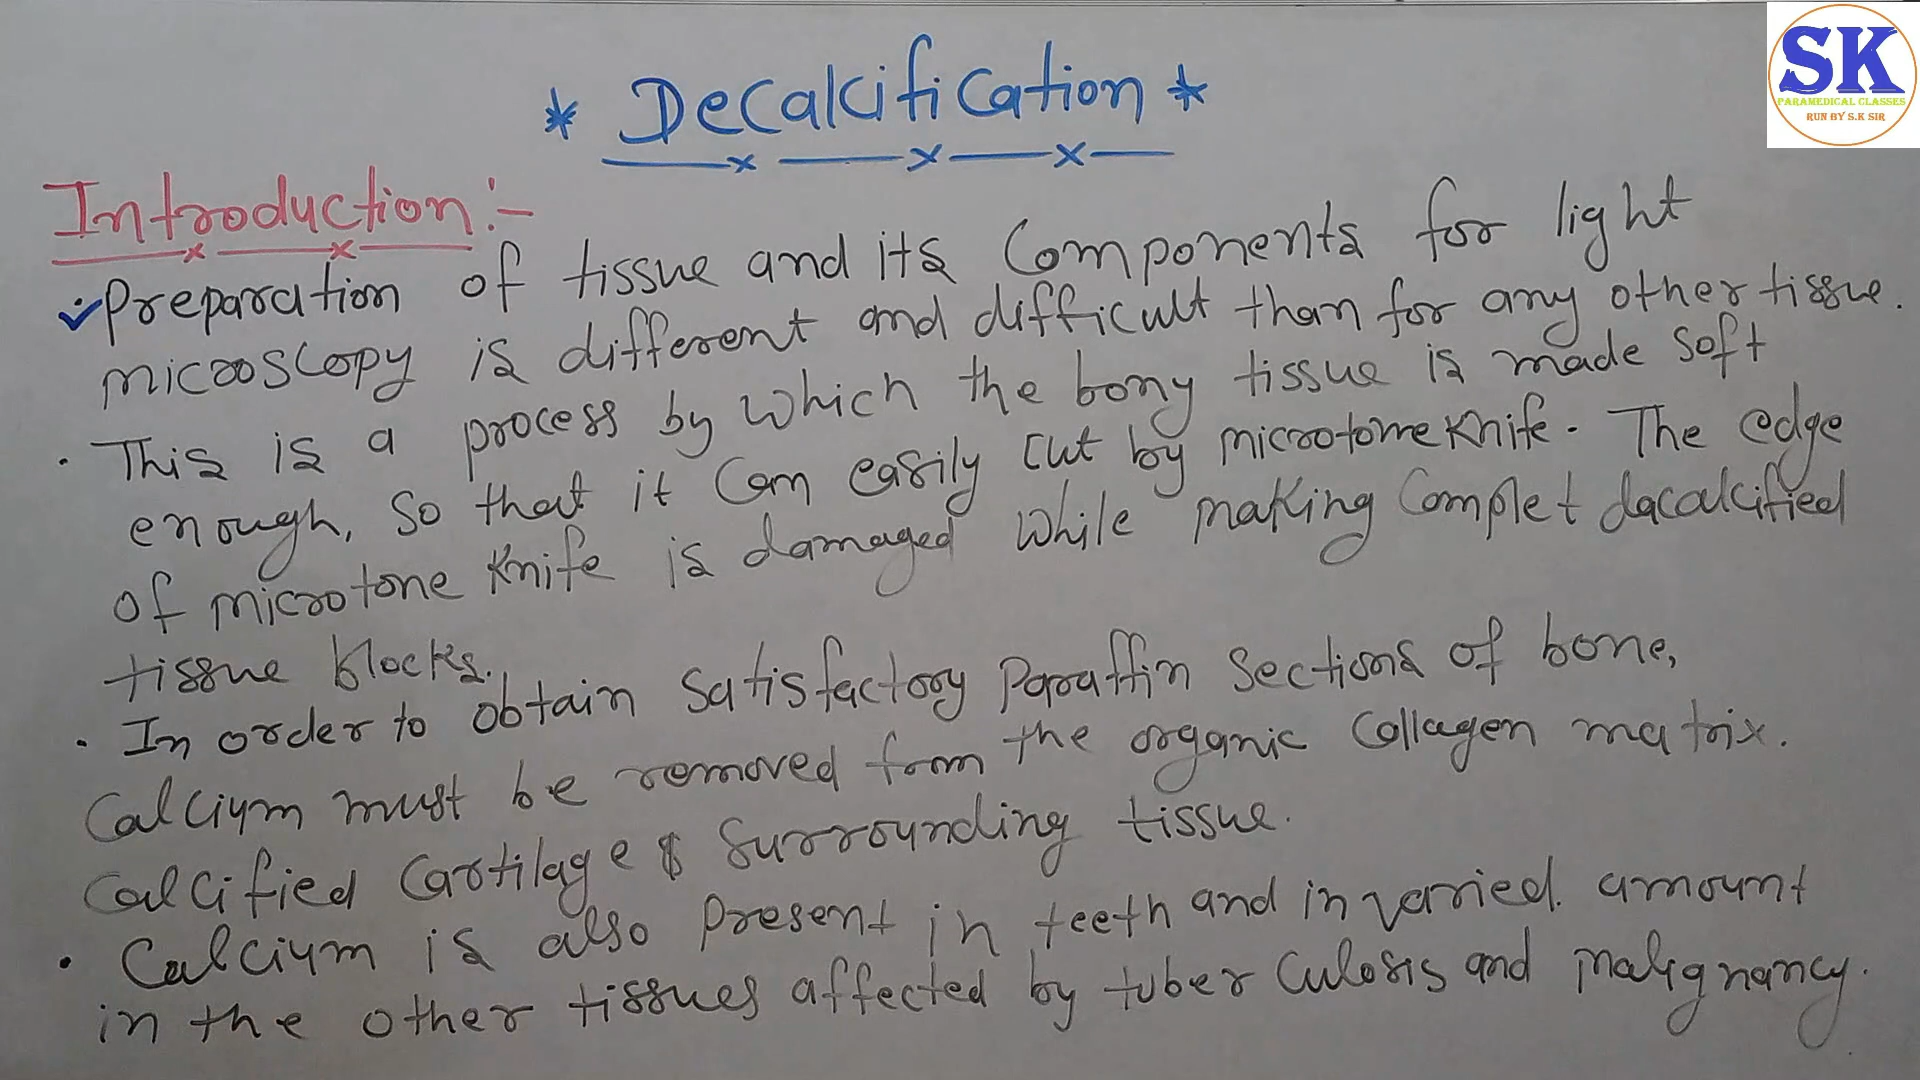 * Decalcification *
SK
PARAMEDICAL CLASSES
RUN BY S.K SIR
Introduction:-
Preparation of tissue and its components for light
microscopy is different and difficult than for any other tissue.
• This is a process by which the bony tissue is made soft
enough, so that it can easily cut by microtome knife. The edge
of microtone knife is damaged while making complet dacalcified
tissue blocks.
• In order to obtain satisfactory paraffin sections of bone,
calcium must be removed from the organic collagen matrix.
calcified cartilage & surrounding tissue.
• Calcium is also present in teeth and in varied. amount
in the other tissues affected by tuberculosis and malignancy.